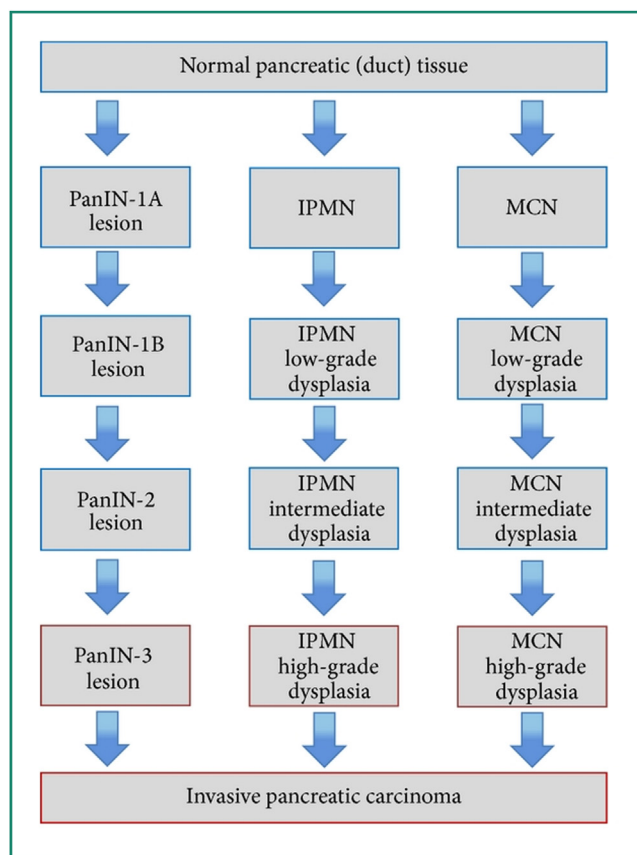 Normal pancreatic (duct) tissue
PanIN-1A
lesion
IPMN
MCN
PanIN-1B
lesion
IPMN
low-grade
dysplasia
MCN
low-grade
dysplasia
PanIN-2
lesion
IPMN
intermediate
dysplasia
MCN
intermediate
dysplasia
PanIN-3
lesion
IPMN
high-grade
dysplasia
MCN
high-grade
dysplasia
Invasive pancreatic carcinoma